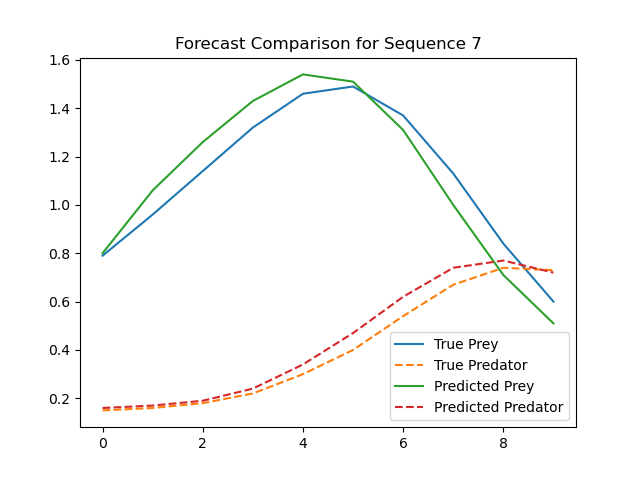 Forecast Comparison for Sequence 7
1.6
1.4
1.2
1.0
0.8
0.6
0.4
0.2
True Prey
True Predator
Predicted Prey
Predicted Predator
0 2 4 6 8